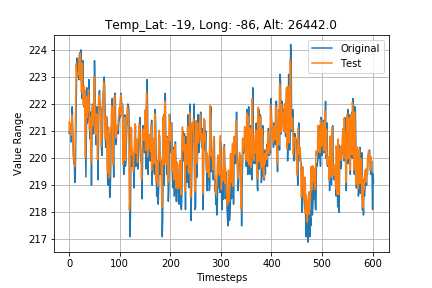 Temp_Lat: -19, Long: -86, Alt: 26442.0
Original
Test
Value Range
224
223
222
221
220
219
218
217
0 100 200 300 400 500 600
Timesteps